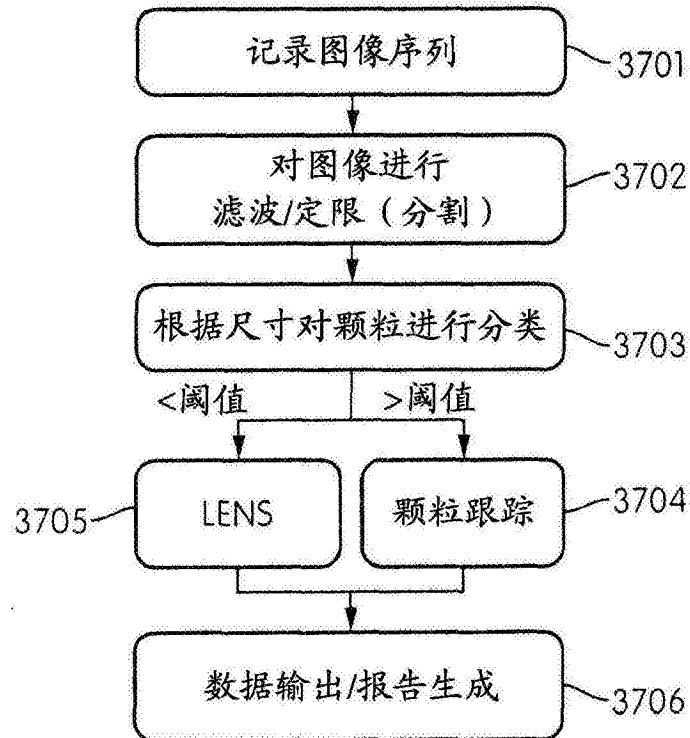 记录图像序列
3701
对图像进行
滤波/定限（分割）
3702
根据尺寸对颗粒进行分类
3703
<阈值
>阈值
3705
LENS
颗粒跟踪
3704
数据输出/报告生成
3706